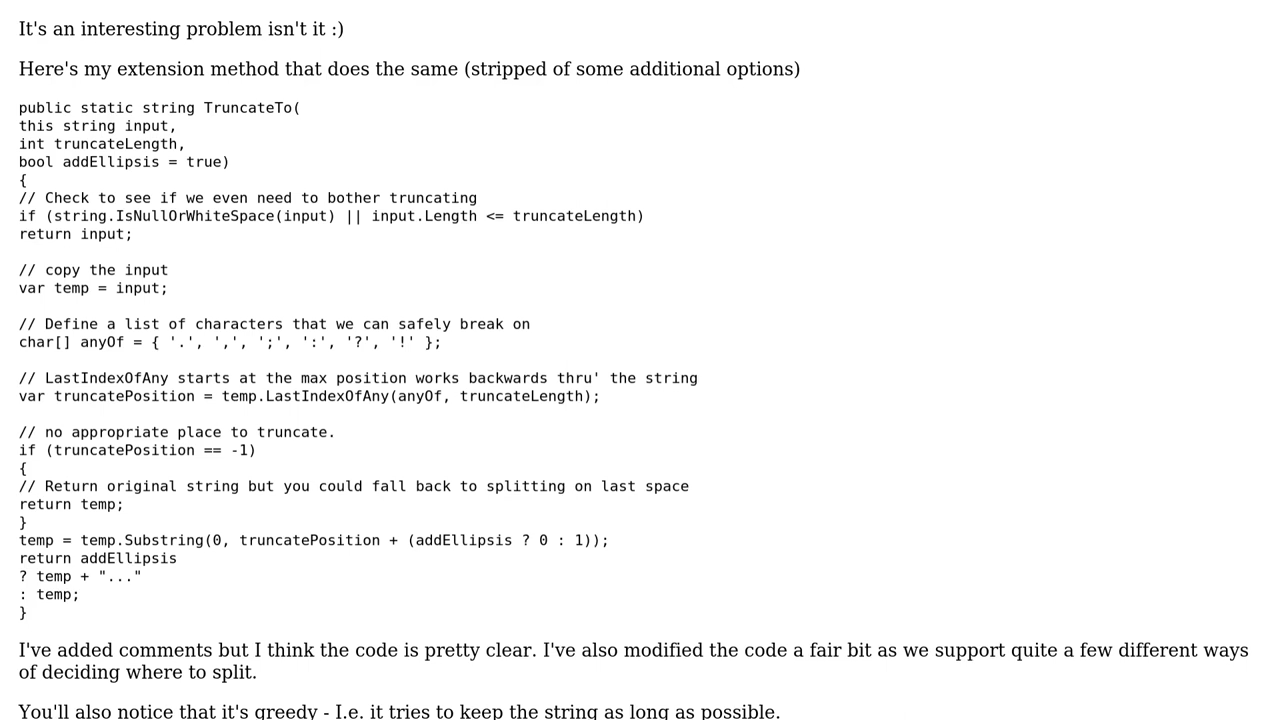 It's an interesting problem isn't it :)
Here's my extension method that does the same (stripped of some additional options)
public static string TruncateTo(
this string input,
int truncateLength,
bool addEllipsis = true)
{
// Check to see if we even need to bother truncating
if (string.IsNullOrWhiteSpace(input) || input.Length <= truncateLength)
return input;
// copy the input
var temp = input;
// Define a list of characters that we can safely break on
char[] anyOf = { '.', ',', ';', ':', '?', '!' };
// LastIndexOfAny starts at the max position works backwards thru' the string
var truncatePosition = temp.LastIndexOfAny(anyOf, truncateLength);
// no appropriate place to truncate.
if (truncatePosition == -1)
{
// Return original string but you could fall back to splitting on last space
return temp;
}
temp = temp.Substring(0, truncatePosition + (addEllipsis ? 0 : 1));
return addEllipsis
? temp + "..."
: temp;
}
I've added comments but I think the code is pretty clear. I've also modified the code a fair bit as we support quite a few different ways
of deciding where to split.
You'll also notice that it's greedy - I.e. it tries to keep the string as long as possible.